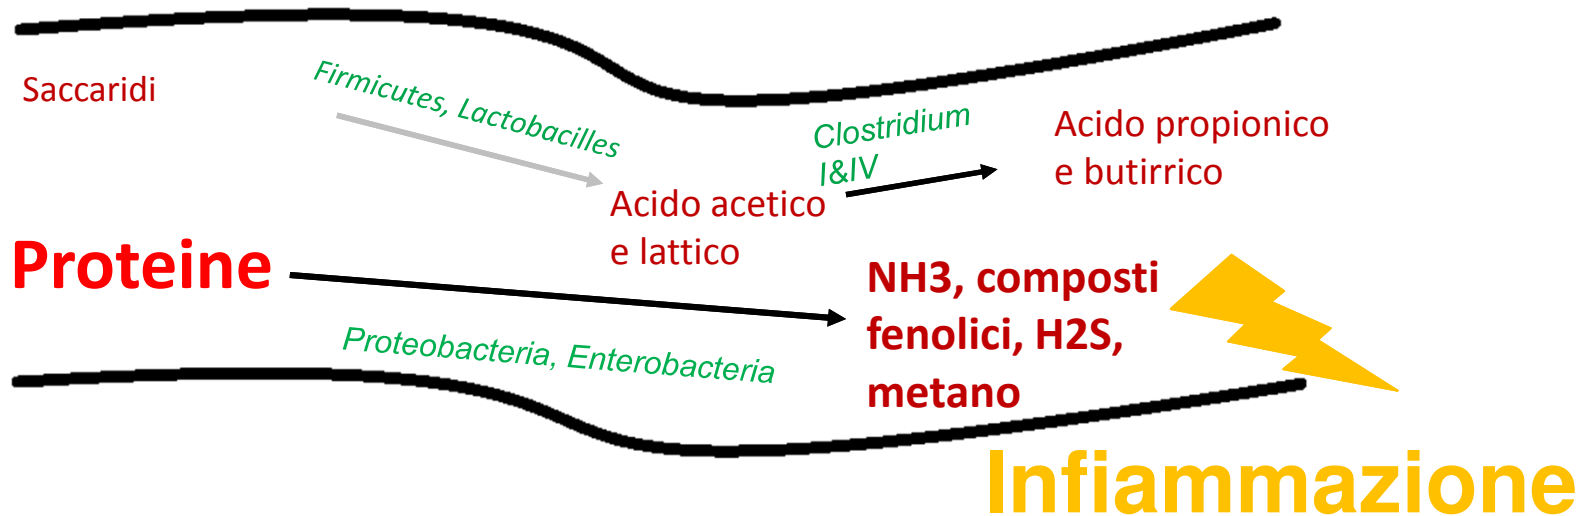 Saccaridi
Firmicutes, Lactobacilles
Clostridium
I&IV
Acido propionico
e butirrico
Acido acetico
e lattico
Proteine
NH3, composti
fenolici, H2S,
metano
Proteobacteria, Enterobacteria
Infiammazione